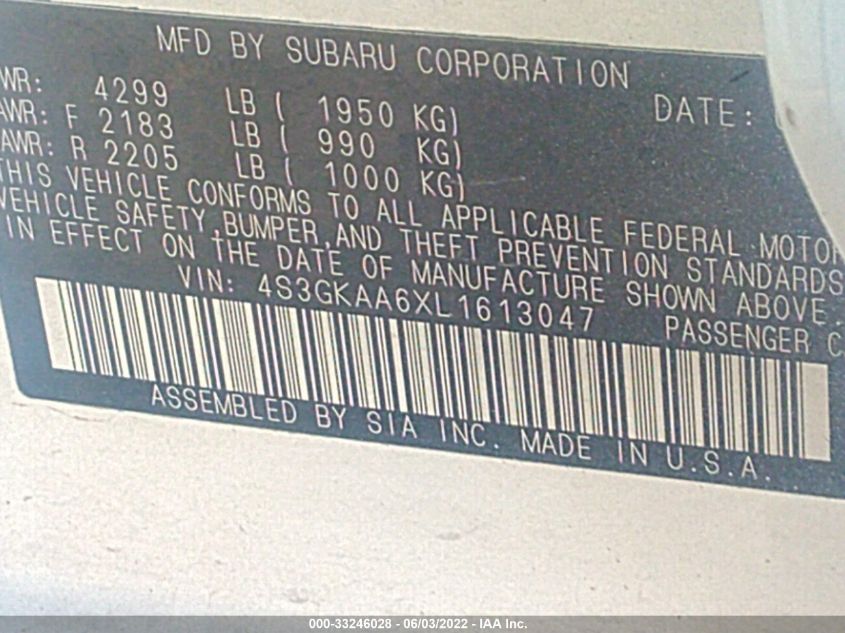 MFD BY SUBARU CORPORATION
WR: 4299 LB ( 1950 KG) DATE:
AWR: F 2183 LB ( 990 KG)
AWR: R 2205 LB ( 1000 KG)
THIS VEHICLE CONFORMS TO ALL APPLICABLE FEDERAL MOTOR
VEHICLE SAFETY,BUMPER,AND THEFT PREVENTION STANDARDS
IN EFFECT ON THE DATE OF MANUFACTURE SHOWN ABOVE.
VIN: 4S3GKAA6XL1613047 PASSENGER C
ASSEMBLED BY SIA INC. MADE IN U.S.A.
000-33246028 - 06/03/2022 - IAA Inc.